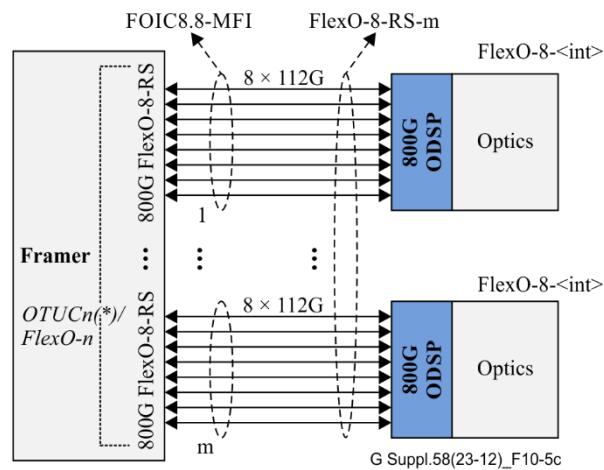 FOIC8.8-MFI
FlexO-8-RS-m
FlexO-8-<int>
8 × 112G
800G FlexO-8-RS
800G
ODSP
Optics
1
...
...
...
Framer
OTUCn(*)/
FlexO-n
FlexO-8-<int>
8 × 112G
800G FlexO-8-RS
800G
ODSP
Optics
m
G Suppl.58(23-12)_F10-5c